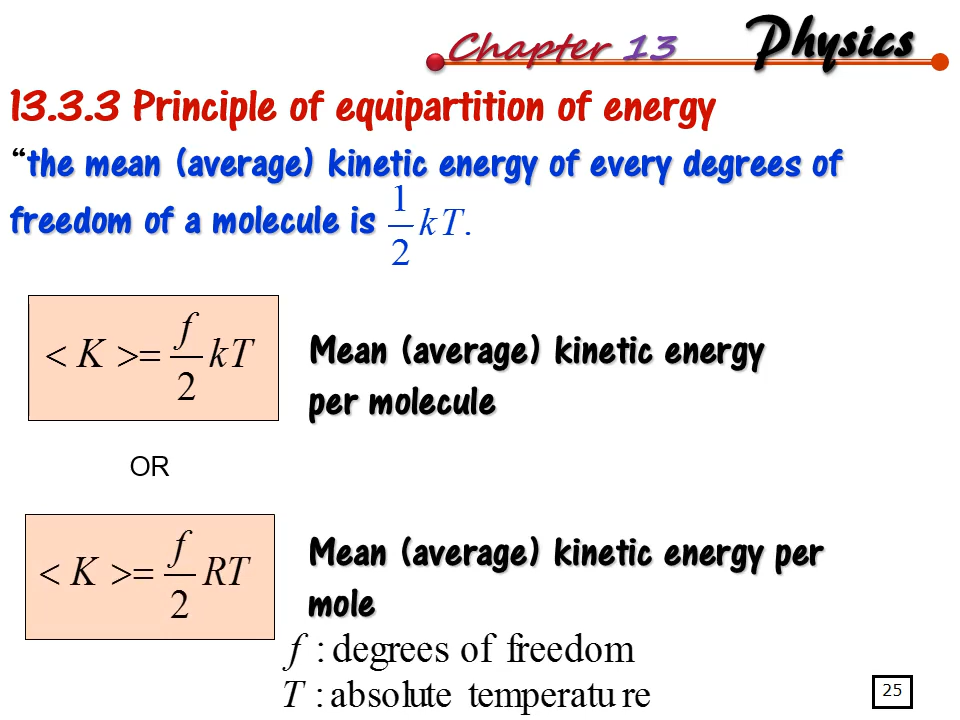 Chapter 13 Physics
13.3.3 Principle of equipartition of energy
“the mean (average) kinetic energy of every degrees of
freedom of a molecule is 1/2 kT.
< K >= f/2 kT
Mean (average) kinetic energy
per molecule
OR
< K >= f/2 RT
Mean (average) kinetic energy per
mole
f : degrees of freedom
T : absolute temperatu re
25